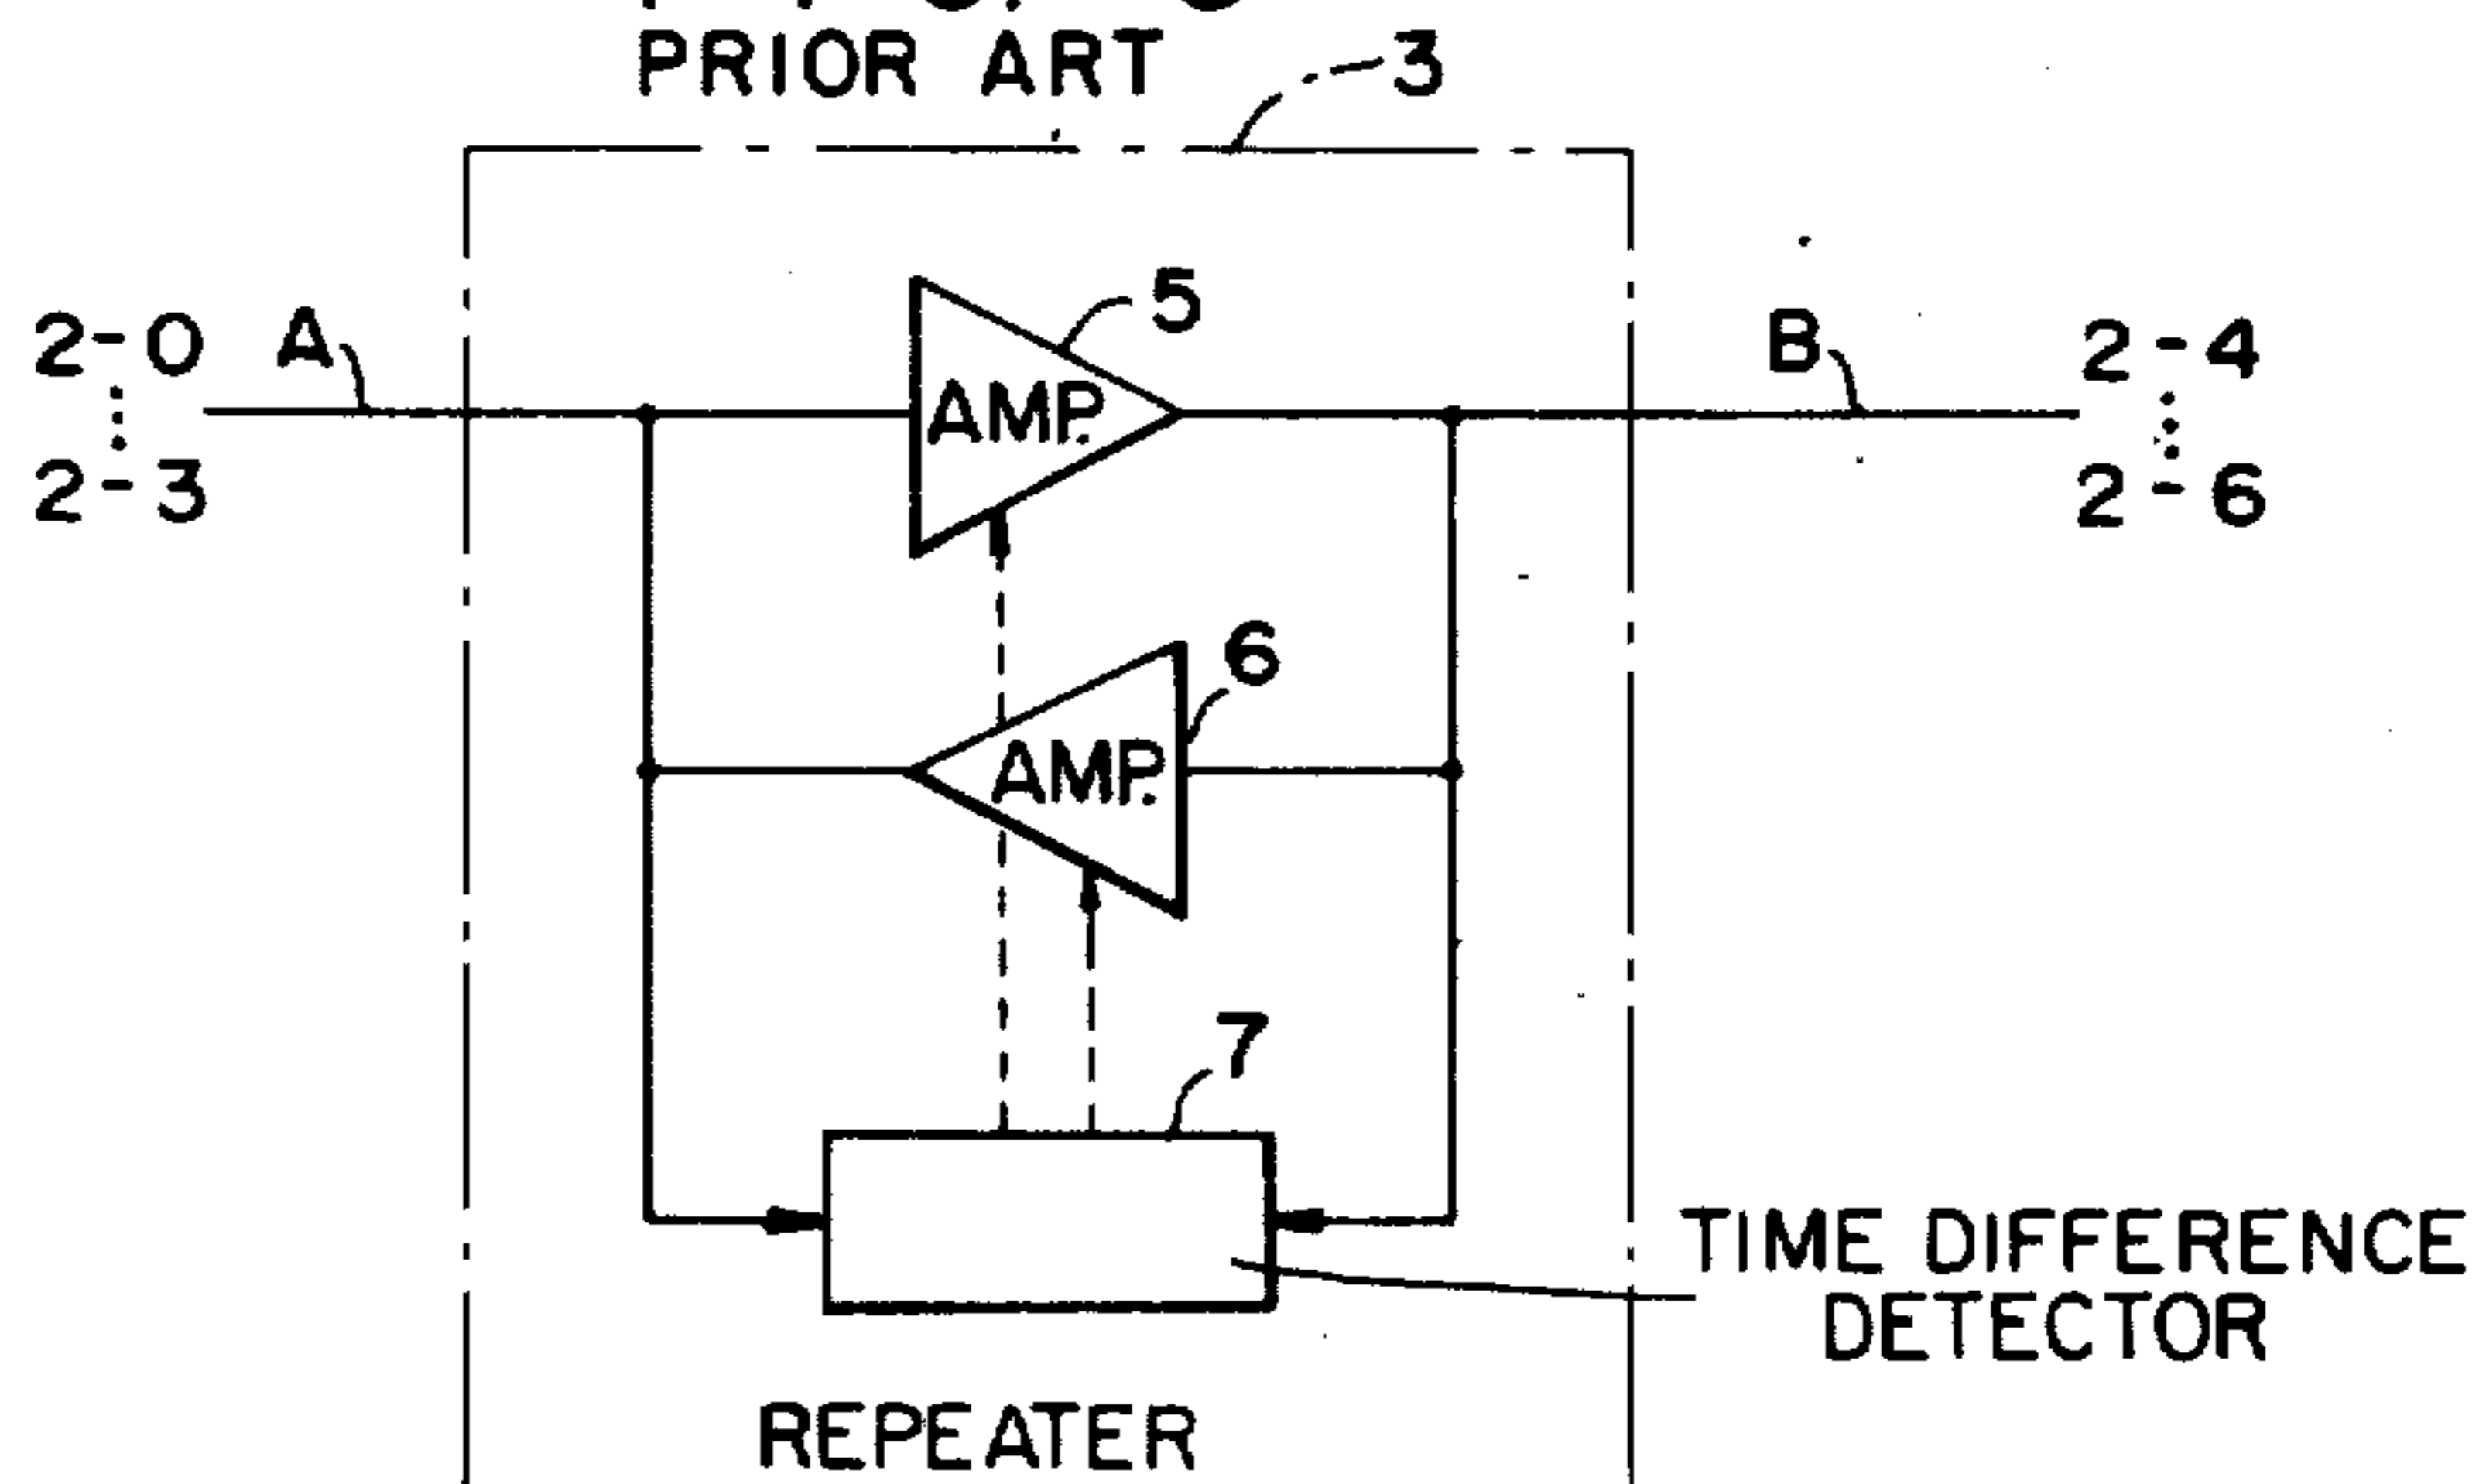 PRIOR ART
3
5
2-0 A
AMP.
2-3
B 2-4
2-6
6
AMP.
7
TIME DIFFERENCE
DETECTOR
REPEATER